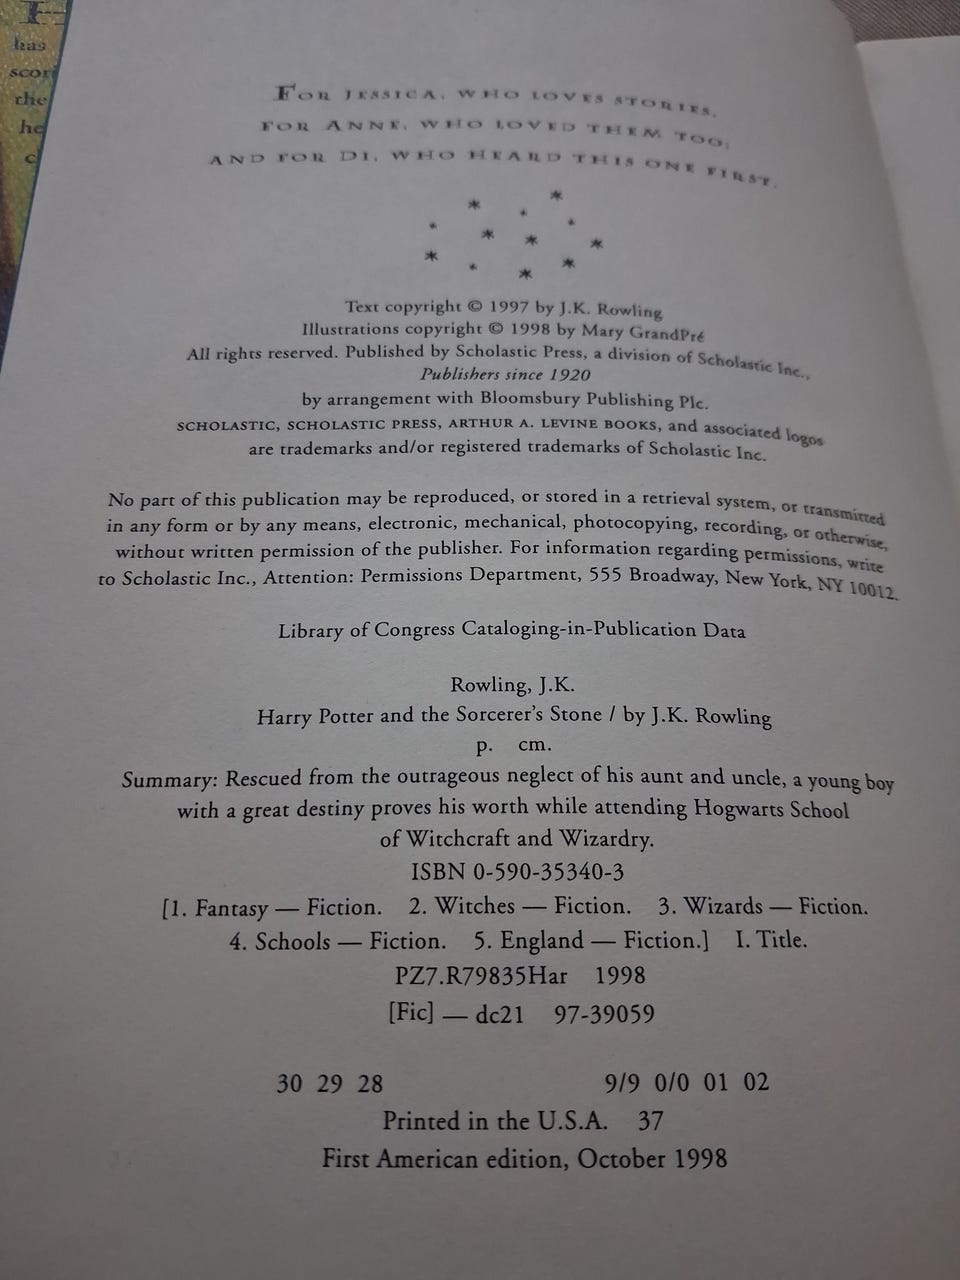 has
scor
the
he
c
FOR JESSICA, WHO LOVES STORIES,
FOR ANNE, WHO LOVED THEM TOO;
AND FOR DI, WHO HEARD THIS ONE FIRST.
Text copyright © 1997 by J.K. Rowling
Illustrations copyright © 1998 by Mary GrandPré
All rights reserved. Published by Scholastic Press, a division of Scholastic Inc.,
Publishers since 1920
by arrangement with Bloomsbury Publishing Plc.
SCHOLASTIC, SCHOLASTIC PRESS, ARTHUR A. LEVINE BOOKS, and associated logos
are trademarks and/or registered trademarks of Scholastic Inc.
No part of this publication may be reproduced, or stored in a retrieval system, or transmitted
in any form or by any means, electronic, mechanical, photocopying, recording, or otherwise,
without written permission of the publisher. For information regarding permissions, write
to Scholastic Inc., Attention: Permissions Department, 555 Broadway, New York, NY 10012.
Library of Congress Cataloging-in-Publication Data
Rowling, J.K.
Harry Potter and the Sorcerer's Stone / by J.K. Rowling
p. cm.
Summary: Rescued from the outrageous neglect of his aunt and uncle, a young boy
with a great destiny proves his worth while attending Hogwarts School
of Witchcraft and Wizardry.
ISBN 0-590-35340-3
[1. Fantasy — Fiction. 2. Witches — Fiction. 3. Wizards — Fiction.
4. Schools — Fiction. 5. England — Fiction.] I. Title.
PZ7.R79835Har 1998
[Fic] — dc21 97-39059
30 29 28 9/9 0/0 01 02
Printed in the U.S.A. 37
First American edition, October 1998